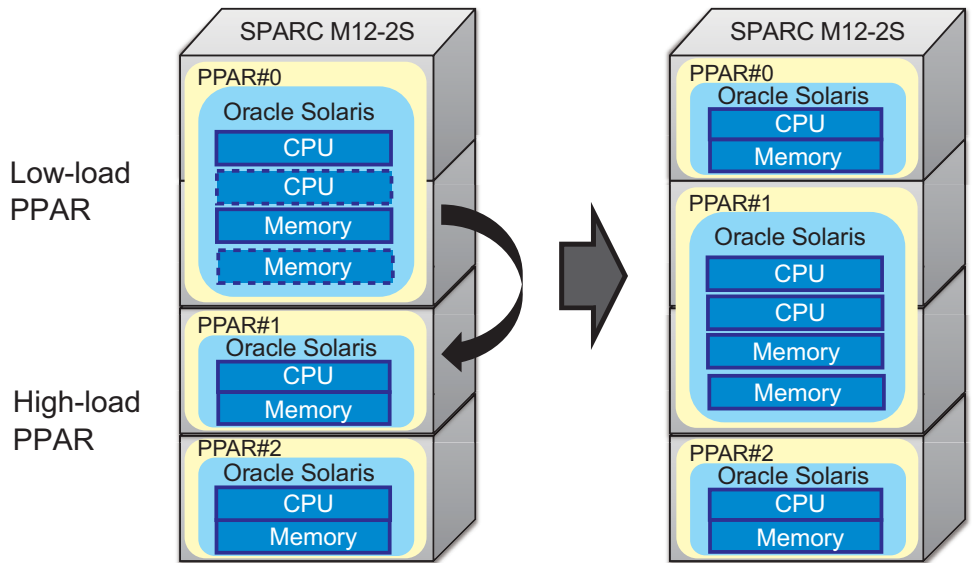 SPARC M12-2S
PPAR#0
Oracle Solaris
CPU
CPU
Memory
Memory
Low-load
PPAR
PPAR#1
Oracle Solaris
CPU
Memory
High-load
PPAR
PPAR#2
Oracle Solaris
CPU
Memory
SPARC M12-2S
PPAR#0
Oracle Solaris
CPU
Memory
PPAR#1
Oracle Solaris
CPU
CPU
Memory
Memory
PPAR#2
Oracle Solaris
CPU
Memory